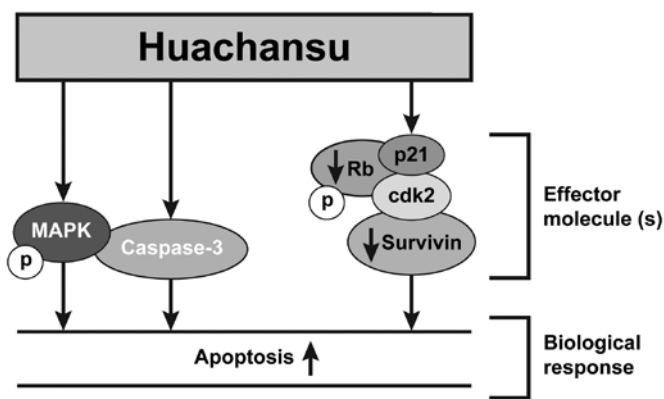 Huachansu
p21
Rb
p
cdk2
Survivin
MAPK
p
Caspase-3
Effector
molecule (s)
Apoptosis
Biological
response